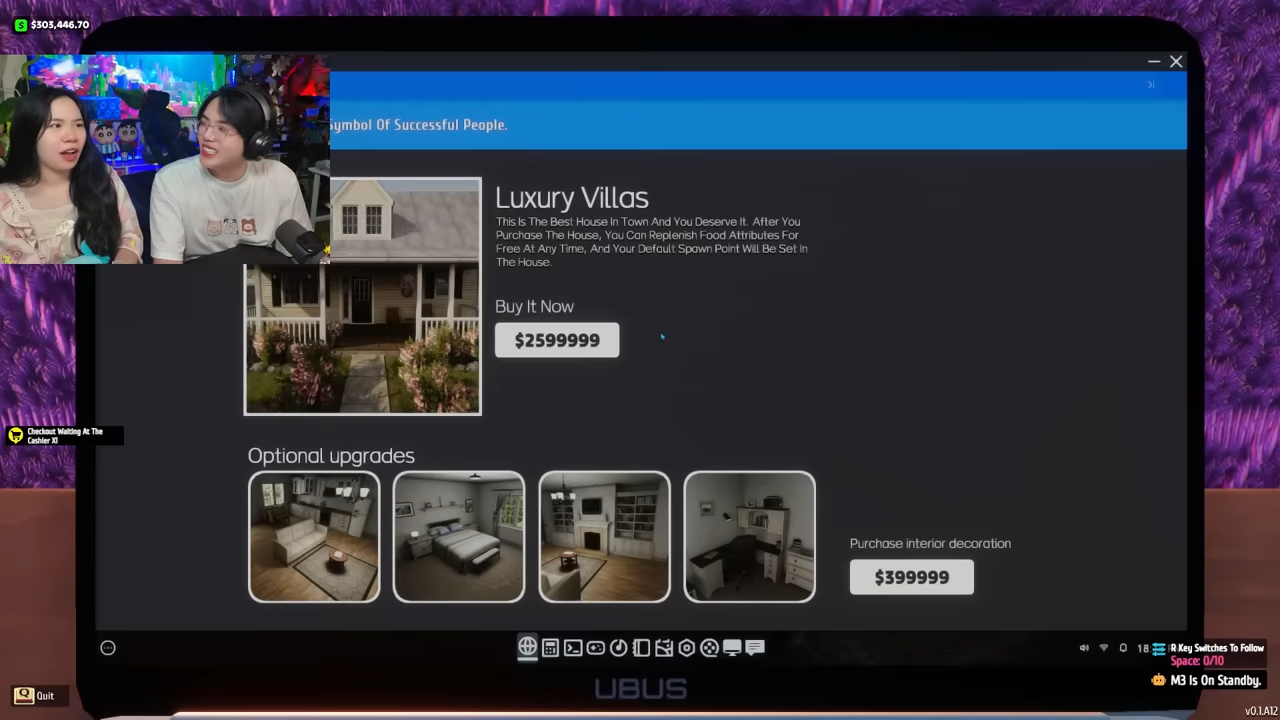 $ $303,446.70
Symbol Of Successful People.
Luxury Villas
This Is The Best House In Town And You Deserve It. After You
Purchase The House, You Can Replenish Food Attributes For
Free At Any Time, And Your Default Spawn Point Will Be Set In
The House.
Buy It Now
$2599999
Checkout Waiting At The
Cashier X1
Optional upgrades
Purchase interior decoration
$399999
18
R Key Switches To Follow
Space: 0/10
M3 Is On Standby.
UBUS
Q Quit
v0.1.A12